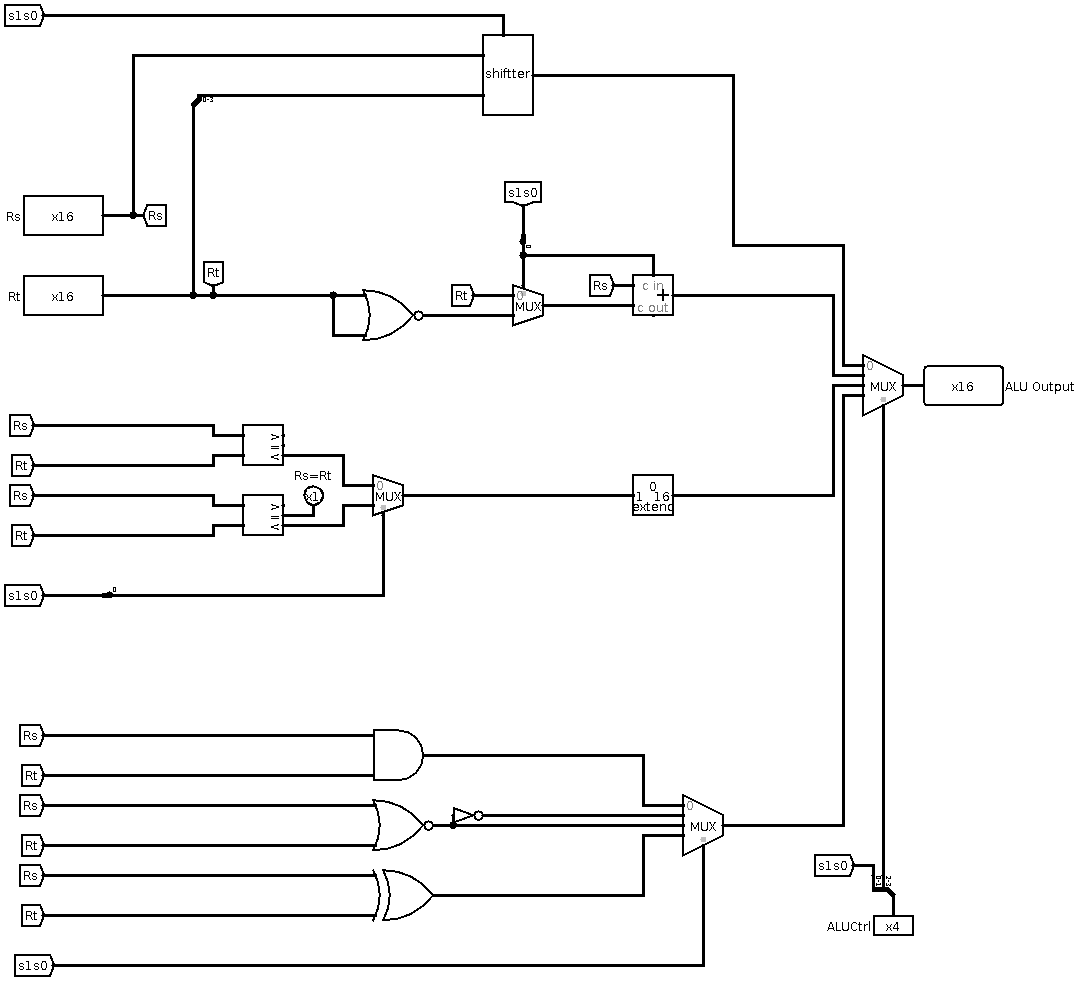 s1s0
shiftter
0-3
Rs x16 Rs
s1s0
0
Rt
Rt x16
Rt 0 MUX
Rs c in + c out
0 MUX
x16 ALU Output
Rs
Rt
Rs=Rt
0 MUX
x1
Rs
Rt
0
1 16
extend
s1s0 0
Rs
Rt
Rs
Rt
0 MUX
s1s0
Rs
0-1 2-3
Rt
ALUCtrl x4
s1s0